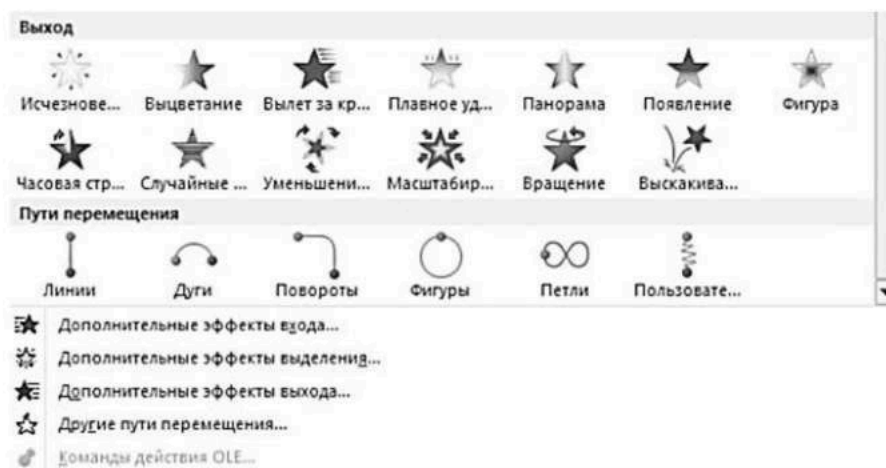 Выход
Исчезнове... Выцветание Вылет за кр... Плавное уд... Панорама Появление Фигура
Часовая стр... Случайные ... Уменьшени... Масштабир... Вращение Выскакива...
Пути перемещения
Линии Дуги Повороты Фигуры Петли Пользовате...
Дополнительные эффекты входа...
Дополнительные эффекты выделения...
Дополнительные эффекты выхода...
Другие пути перемещения...
Команды действия OLE...